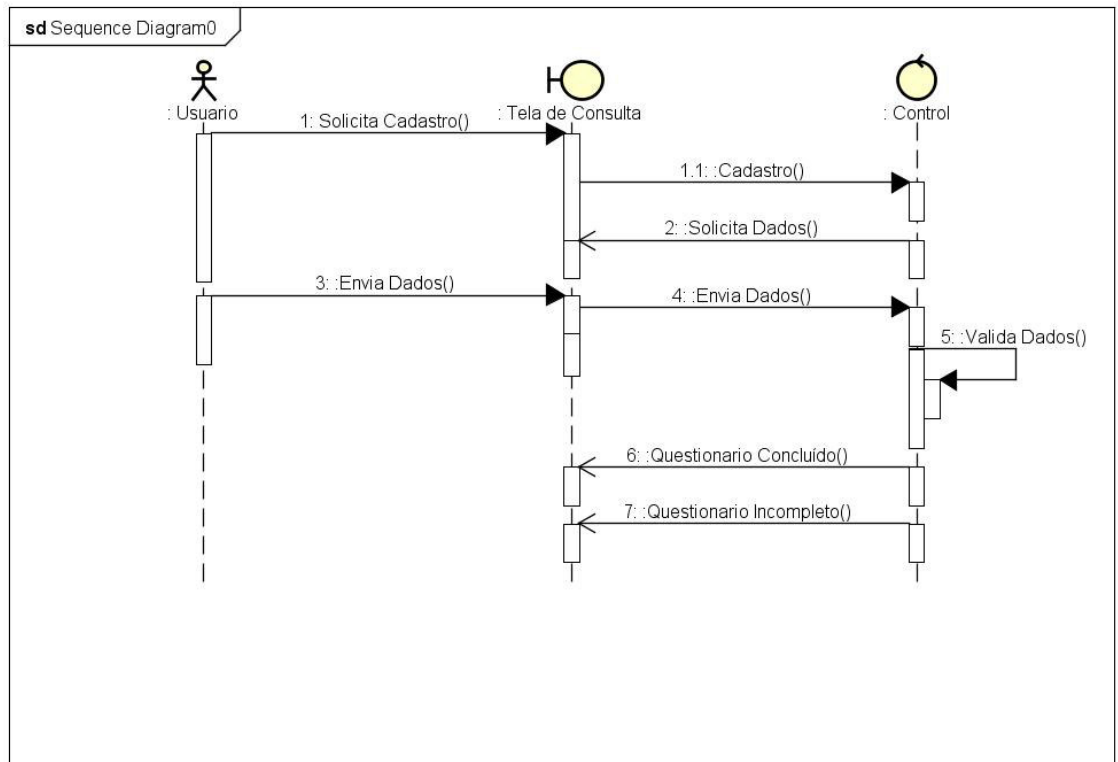 sd Sequence Diagram0
: Usuario
: Tela de Consulta
: Control
1: Solicita Cadastro()
1.1: :Cadastro()
2: :Solicita Dados()
3: :Envia Dados()
4: :Envia Dados()
5: :Valida Dados()
6: :Questionario Concluído()
7: :Questionario Incompleto()